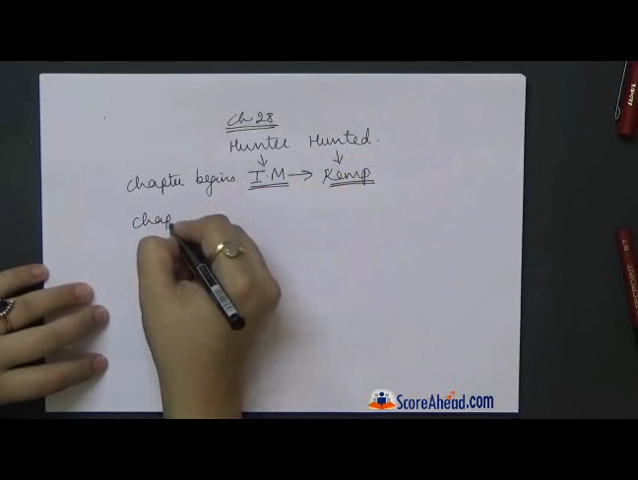 Ch 28
Hunter Hunted.
chapter begins I.M → Kemp
chap
ScoreAhead.com